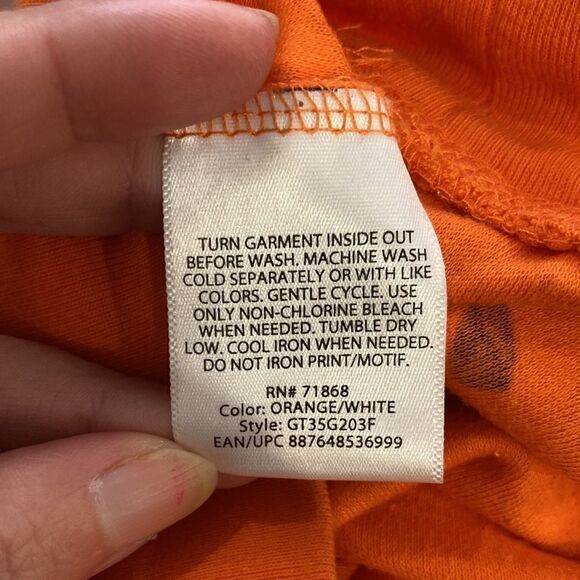 TURN GARMENT INSIDE OUT
BEFORE WASH. MACHINE WASH
COLD SEPARATELY OR WITH LIKE
COLORS. GENTLE CYCLE. USE
ONLY NON-CHLORINE BLEACH
WHEN NEEDED. TUMBLE DRY
LOW. COOL IRON WHEN NEEDED.
DO NOT IRON PRINT/MOTIF.
RN# 71868
Color: ORANGE/WHITE
Style: GT35G203F
EAN/UPC 887648536999